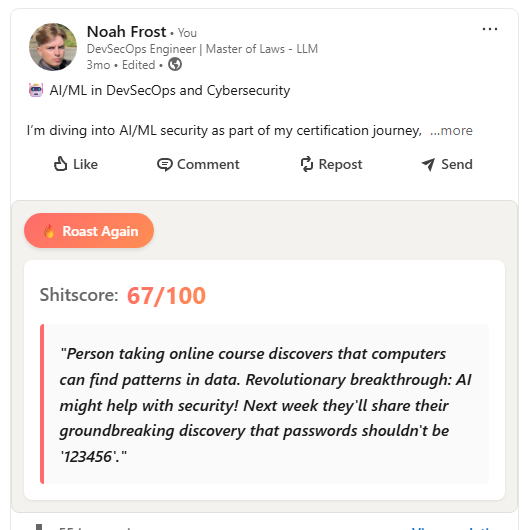 Noah Frost • You
DevSecOps Engineer | Master of Laws - LLM
3mo • Edited •
AI/ML in DevSecOps and Cybersecurity
I'm diving into AI/ML security as part of my certification journey, ...more
Like Comment Repost Send
🔥 Roast Again
Shitscore: 67/100
"Person taking online course discovers that computers
can find patterns in data. Revolutionary breakthrough: AI
might help with security! Next week they'll share their
groundbreaking discovery that passwords shouldn't be
'123456'."